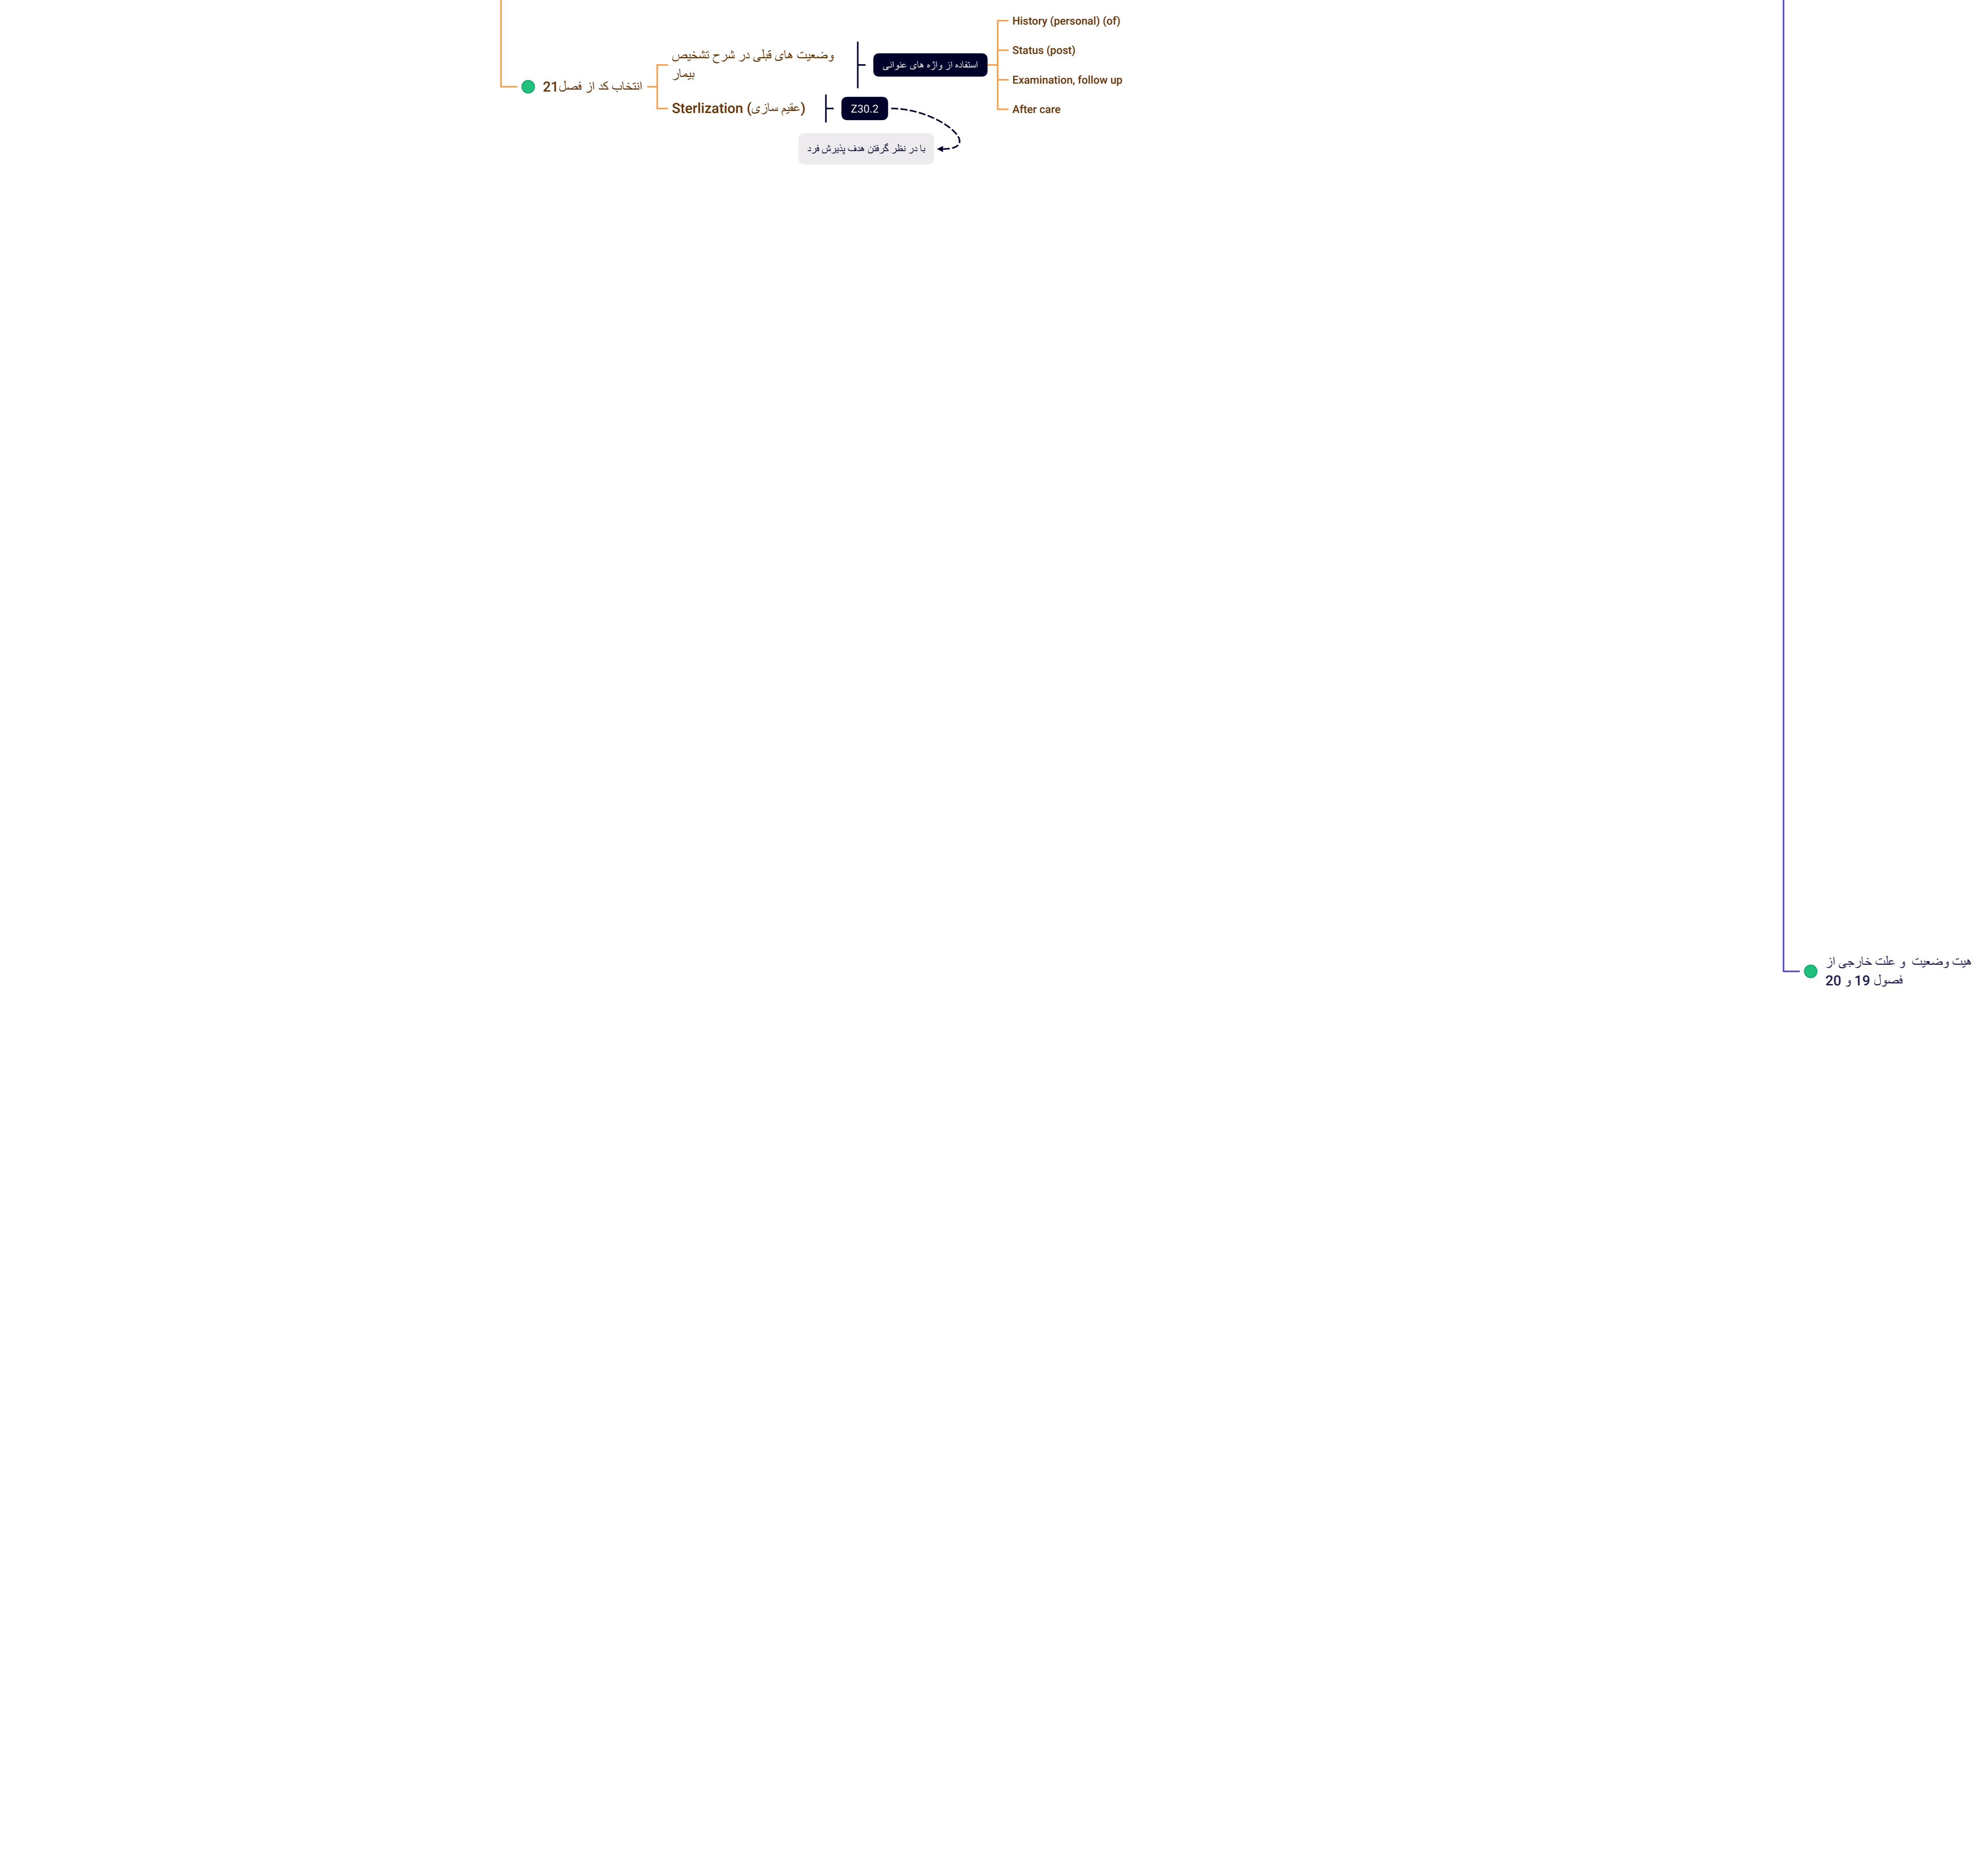 انتخاب کد از فصل21
وضعیت های قبلی در شرح تشخیص
بیمار
استفاده از واژه های عنوانی
History (personal) (of)
Status (post)
Examination, follow up
After care
Sterlization (عقیم سازی)
Z30.2
با در نظر گرفتن هدف پذیرش فرد
هیت وضعیت و علت خارجی از
فصول 19 و 20